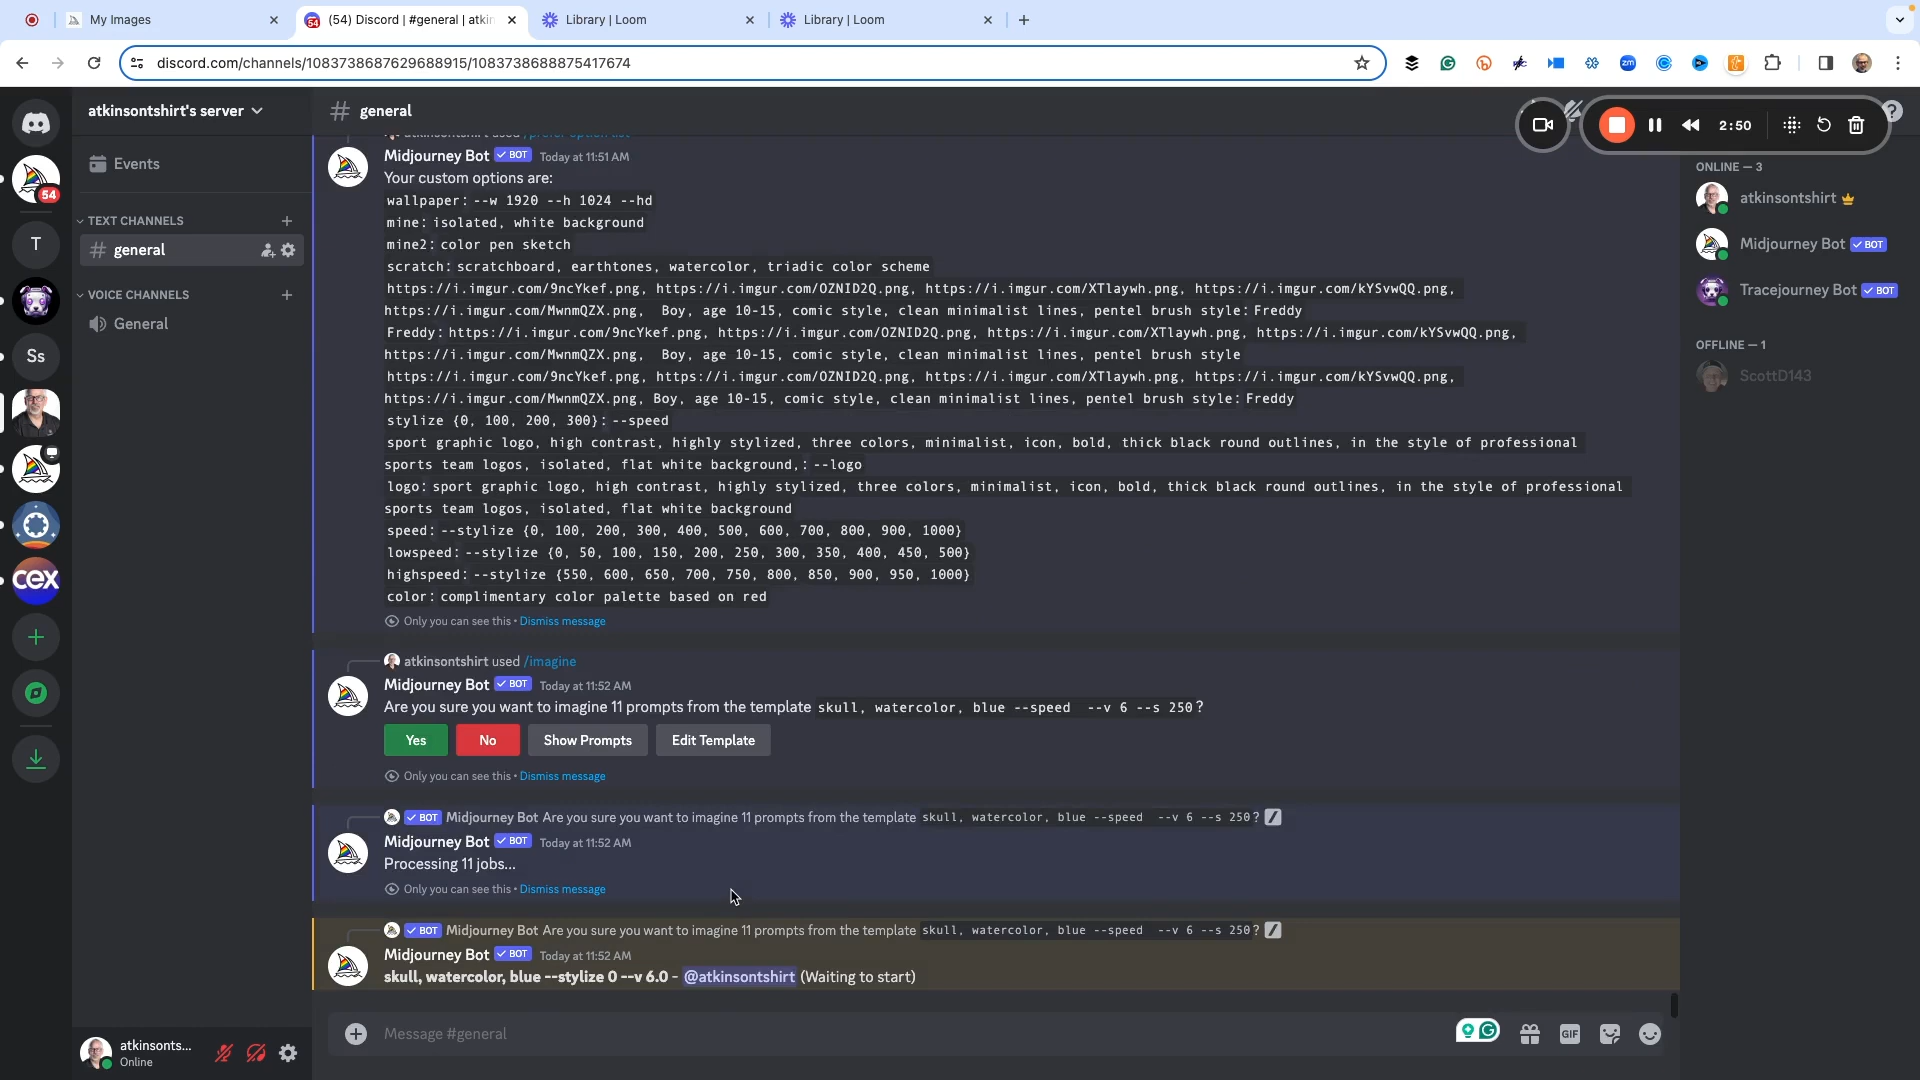 My Images
(54) Discord | #general | atkin
Library | Loom
Library | Loom
discord.com/channels/1083738687629688915/1083738688875417674
zm
atkinsontshirt's server
general
2:50
54
Events
TEXT CHANNELS
general
VOICE CHANNELS
General
T
Ss
cex
atkinsontshirt used /prefer option list
Midjourney Bot BOT Today at 11:51 AM
Your custom options are:
wallpaper: --w 1920 --h 1024 --hd
mine: isolated, white background
mine2: color pen sketch
scratch: scratchboard, earthtones, watercolor, triadic color scheme
https://i.imgur.com/9ncYkef.png, https://i.imgur.com/OZNID2Q.png, https://i.imgur.com/XTlaywh.png, https://i.imgur.com/kYSvwQQ.png,
https://i.imgur.com/MwnmQZX.png,  Boy, age 10-15, comic style, clean minimalist lines, pentel brush style: Freddy
Freddy: https://i.imgur.com/9ncYkef.png, https://i.imgur.com/OZNID2Q.png, https://i.imgur.com/XTlaywh.png, https://i.imgur.com/kYSvwQQ.png,
https://i.imgur.com/MwnmQZX.png,  Boy, age 10-15, comic style, clean minimalist lines, pentel brush style
https://i.imgur.com/9ncYkef.png, https://i.imgur.com/OZNID2Q.png, https://i.imgur.com/XTlaywh.png, https://i.imgur.com/kYSvwQQ.png,
https://i.imgur.com/MwnmQZX.png, Boy, age 10-15, comic style, clean minimalist lines, pentel brush style: Freddy
stylize {0, 100, 200, 300}: --speed
sport graphic logo, high contrast, highly stylized, three colors, minimalist, icon, bold, thick black round outlines, in the style of professional
sports team logos, isolated, flat white background,: --logo
logo: sport graphic logo, high contrast, highly stylized, three colors, minimalist, icon, bold, thick black round outlines, in the style of professional
sports team logos, isolated, flat white background
speed: --stylize {0, 100, 200, 300, 400, 500, 600, 700, 800, 900, 1000}
lowspeed: --stylize {0, 50, 100, 150, 200, 250, 300, 350, 400, 450, 500}
highspeed: --stylize {550, 600, 650, 700, 750, 800, 850, 900, 950, 1000}
color: complimentary color palette based on red
Only you can see this • Dismiss message
atkinsontshirt used /imagine
Midjourney Bot BOT Today at 11:52 AM
Are you sure you want to imagine 11 prompts from the template skull, watercolor, blue --speed  --v 6 --s 250?
Yes No Show Prompts Edit Template
Only you can see this • Dismiss message
BOT Midjourney Bot Are you sure you want to imagine 11 prompts from the template skull, watercolor, blue --speed  --v 6 --s 250?
Midjourney Bot BOT Today at 11:52 AM
Processing 11 jobs...
Only you can see this • Dismiss message
BOT Midjourney Bot Are you sure you want to imagine 11 prompts from the template skull, watercolor, blue --speed  --v 6 --s 250?
Midjourney Bot BOT Today at 11:52 AM
skull, watercolor, blue --stylize 0 --v 6.0 - @atkinsontshirt (Waiting to start)
Message #general
GIF
ONLINE — 3
atkinsontshirt
Midjourney Bot BOT
Tracejourney Bot BOT
OFFLINE — 1
ScottD143
atkinsonts...
Online